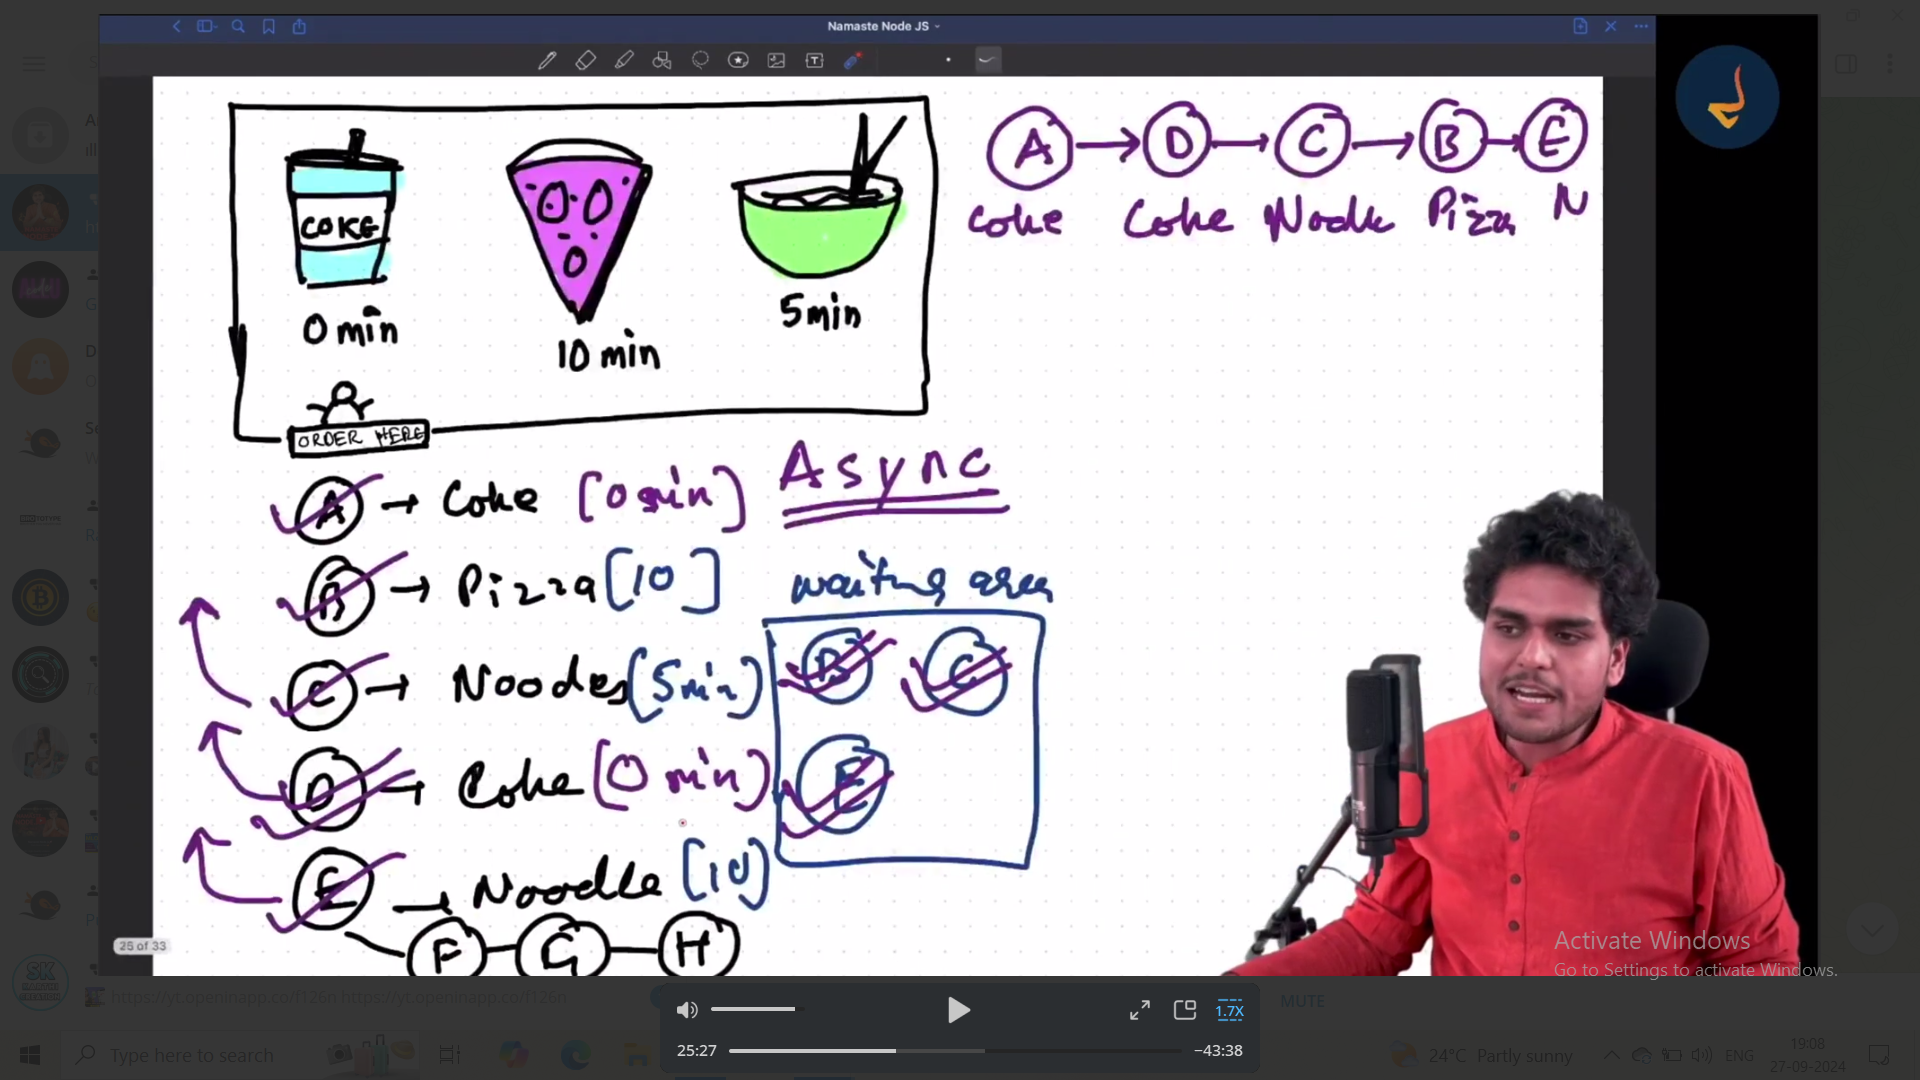 Namaste Node JS
COKE
0 min
10 min
5min
ORDER HERE
A → D → C → B → E
Coke Coke Noodle Pizza N
A → Coke [0 min] Async
B → Pizza [10]
waiting area
B C
C → Noodes (5min)
D → Coke (0 min)
E
E → Noodle [10]
F G H
25 of 33
Activate Windows
Go to Settings to activate Windows.
https://yt.openinapp.co/f126n https://yt.openinapp.co/f126n
MUTE
1.7X
25:27
−43:38
Type here to search
24°C Partly sunny
ENG
19:08
27-09-2024